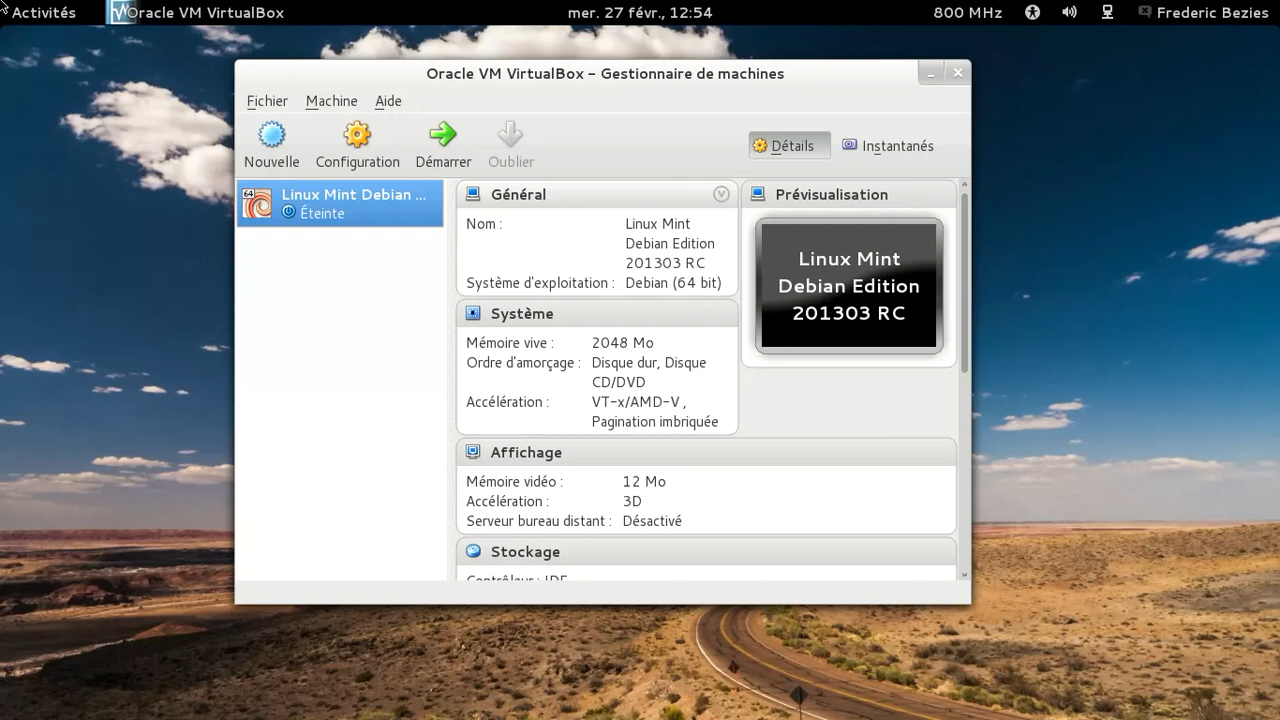 Activités Oracle VM VirtualBox mer. 27 févr., 12:54 800 MHz Frederic Bezies
Oracle VM VirtualBox – Gestionnaire de machines
Fichier Machine Aide
Nouvelle Configuration Démarrer Oublier Détails Instantanés
64 Linux Mint Debian ...
Éteinte
Général
Nom : Linux Mint
Debian Edition
201303 RC
Système d'exploitation : Debian (64 bit)
Système
Mémoire vive : 2048 Mo
Ordre d'amorçage : Disque dur, Disque
CD/DVD
Accélération : VT-x/AMD-V ,
Pagination imbriquée
Prévisualisation
Linux Mint
Debian Edition
201303 RC
Affichage
Mémoire vidéo : 12 Mo
Accélération : 3D
Serveur bureau distant : Désactivé
Stockage
Contrôleur : IDE